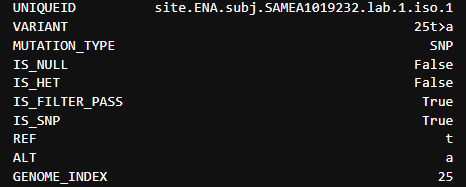 UNIQUEID site.ENA.subj.SAMEA1019232.lab.1.iso.1
VARIANT 25t>a
MUTATION_TYPE SNP
IS_NULL False
IS_HET False
IS_FILTER_PASS True
IS_SNP True
REF t
ALT a
GENOME_INDEX 25